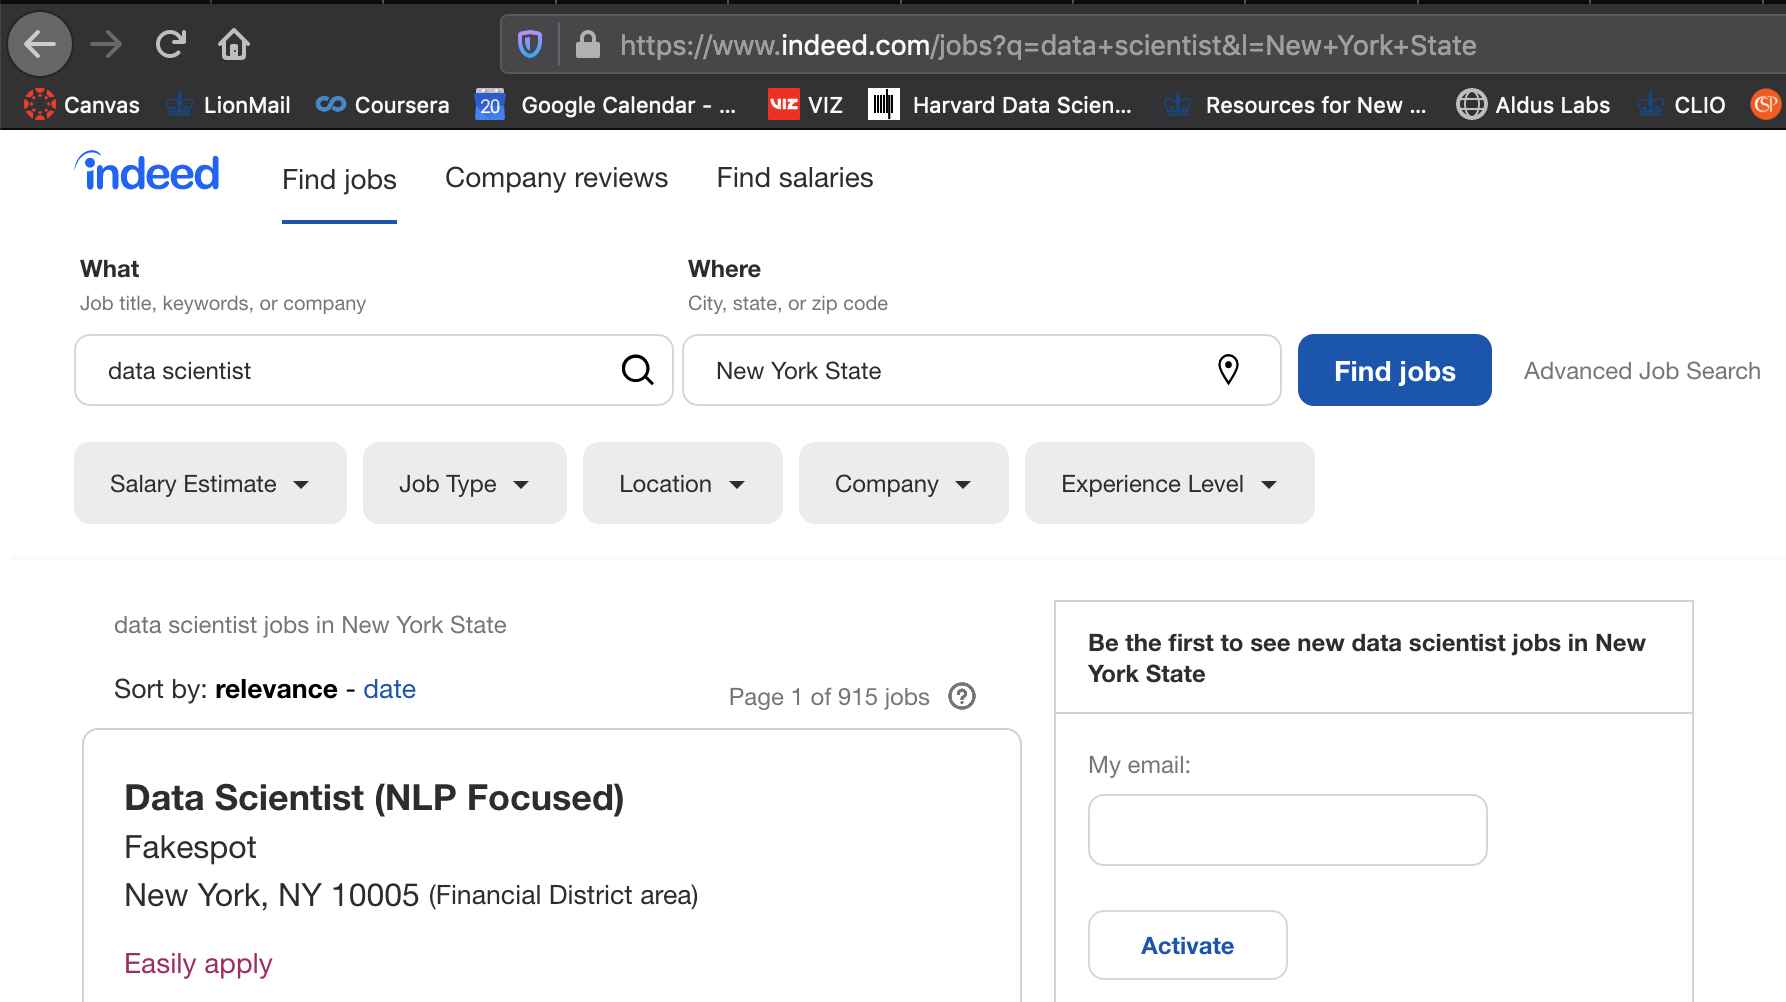 https://www.indeed.com/jobs?q=data+scientist&l=New+York+State
Canvas LionMail Coursera 20 Google Calendar - ... VIZ VIZ Harvard Data Scien... Resources for New ... Aldus Labs CLIO CSP
indeed Find jobs Company reviews Find salaries
What Where
Job title, keywords, or company City, state, or zip code
data scientist New York State Find jobs Advanced Job Search
Salary Estimate Job Type Location Company Experience Level
data scientist jobs in New York State
Sort by: relevance - date
Page 1 of 915 jobs ?
Data Scientist (NLP Focused)
Fakespot
New York, NY 10005 (Financial District area)
Easily apply
Be the first to see new data scientist jobs in New
York State
My email:
Activate